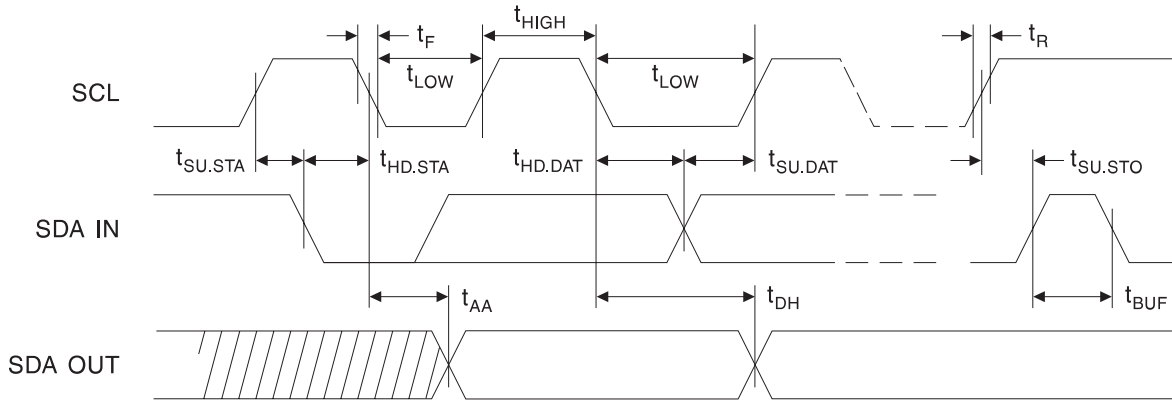 t_HIGH
t_F
t_R
SCL
t_LOW
t_LOW
t_SU.STA
t_HD.STA
t_HD.DAT
t_SU.DAT
t_SU.STO
SDA IN
t_AA
t_DH
t_BUF
SDA OUT